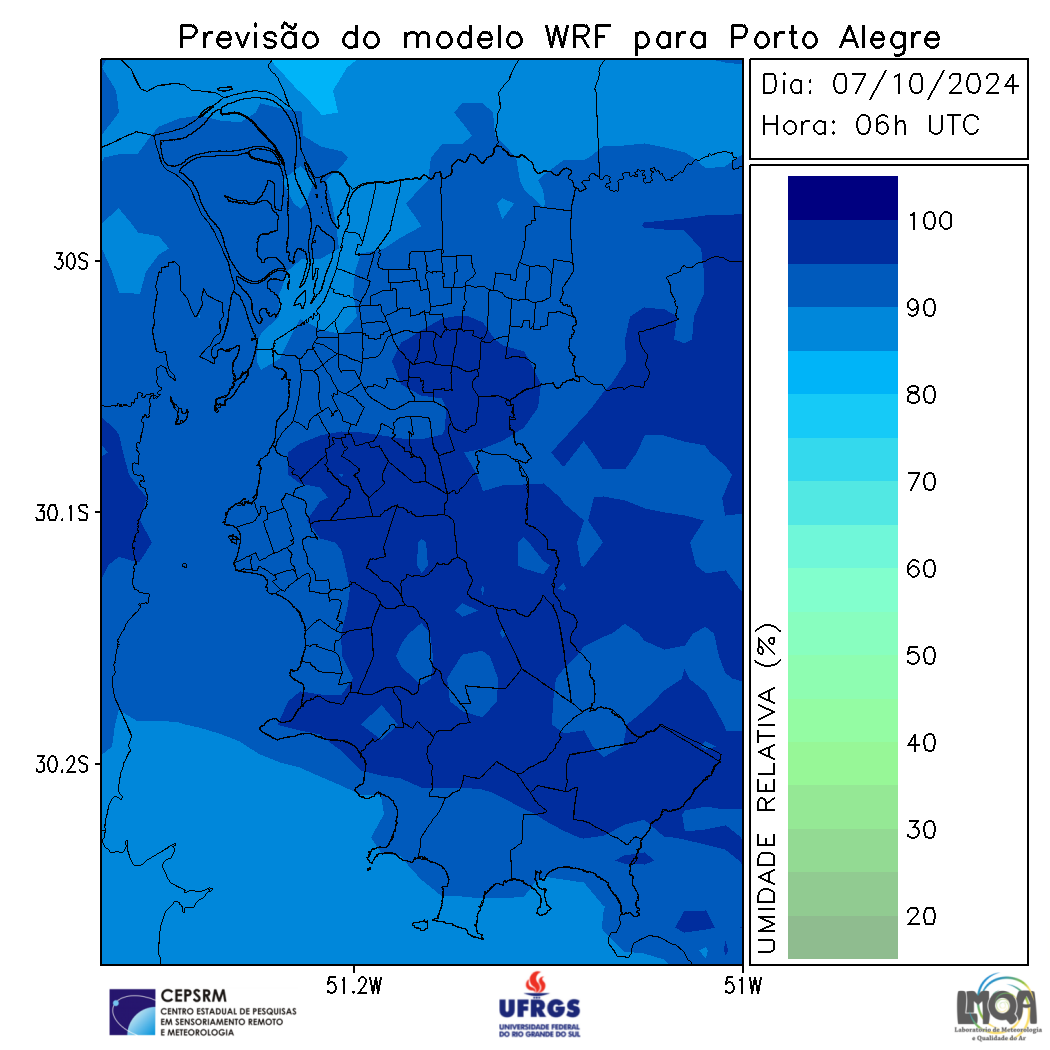 Previsão do modelo WRF para Porto Alegre
Dia: 07/10/2024
Hora: 06h UTC
30S
30.1S
30.2S
51.2W
51W
UMIDADE RELATIVA (%)
100
90
80
70
60
50
40
30
20
CEPSRM
CENTRO ESTADUAL DE PESQUISAS
EM SENSORIAMENTO REMOTO
E METEOROLOGIA
UFRGS
UNIVERSIDADE FEDERAL
DO RIO GRANDE DO SUL
LMQA
Laboratório de Meteorologia
e Qualidade do Ar